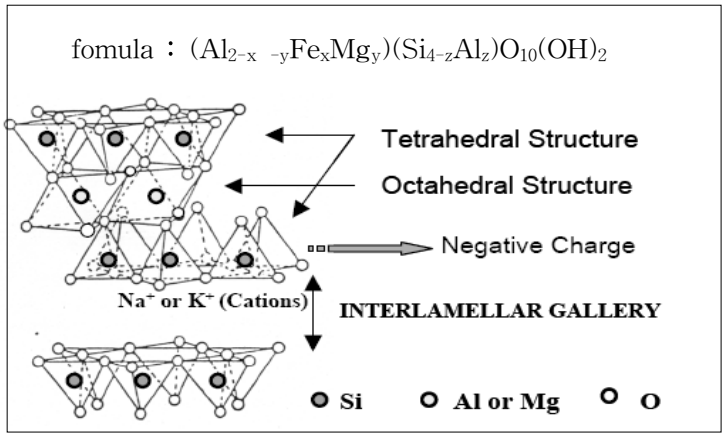 fomula : (Al₂₋ₓ ₋yFeₓMgy)(Si₄₋zAlz)O₁₀(OH)₂
Tetrahedral Structure
Octahedral Structure
Negative Charge
Na⁺ or K⁺ (Cations)
INTERLAMELLAR GALLERY
Si Al or Mg O